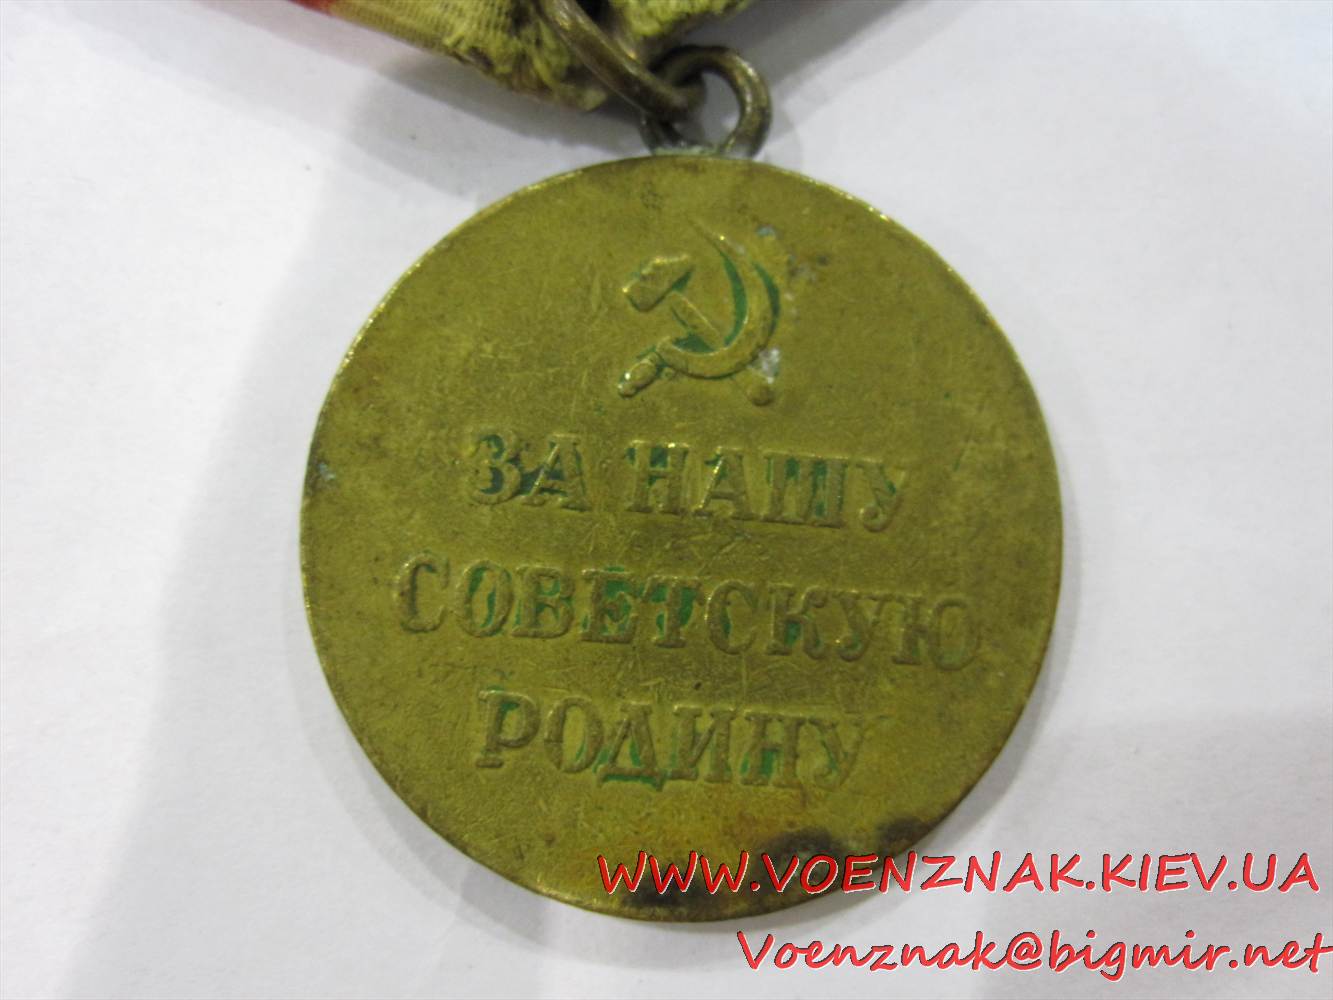 ЗА НАШУ
СОВЕТСКУЮ
РОДИНУ
WWW.VOENZNAK.KIEV.UA
Voenznak@bigmir.net